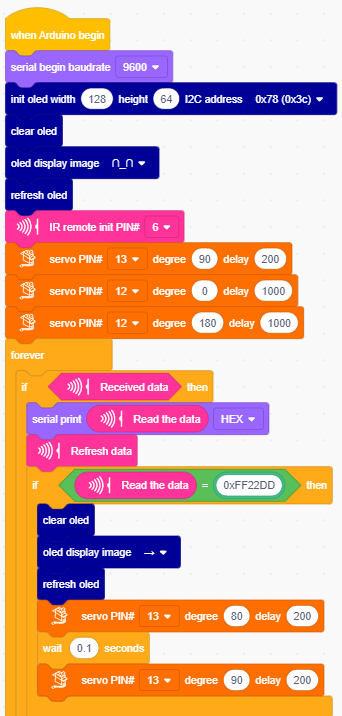 when Arduino begin
serial begin baudrate 9600
init oled width 128 height 64 I2C address 0x78 (0x3c)
clear oled
oled display image ∩_∩
refresh oled
IR remote init PIN# 6
servo PIN# 13 degree 90 delay 200
servo PIN# 12 degree 0 delay 1000
servo PIN# 12 degree 180 delay 1000
forever
if Received data then
serial print Read the data HEX
Refresh data
if Read the data = 0xFF22DD then
clear oled
oled display image →
refresh oled
servo PIN# 13 degree 80 delay 200
wait 0.1 seconds
servo PIN# 13 degree 90 delay 200